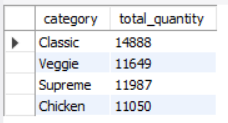 category total_quantity
Classic 14888
Veggie 11649
Supreme 11987
Chicken 11050